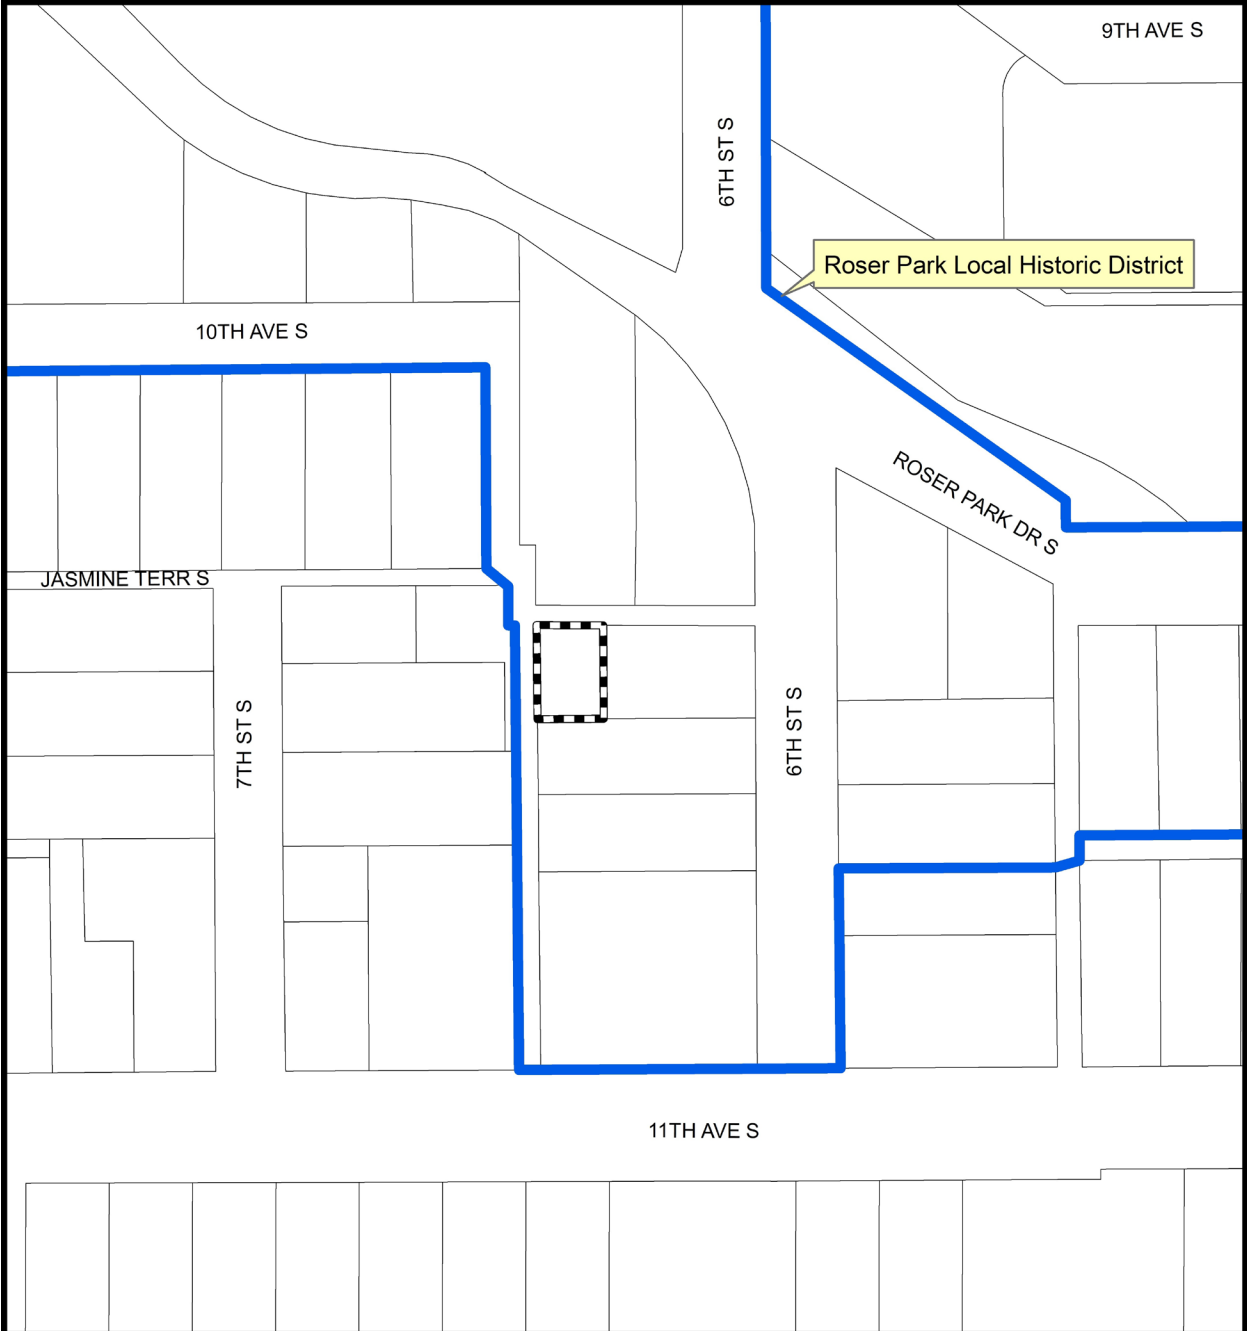 9TH AVE S
6TH ST S
Roser Park Local Historic District
10TH AVE S
ROSER PARK DR S
JASMINE TERR S
7TH ST S
6TH ST S
11TH AVE S